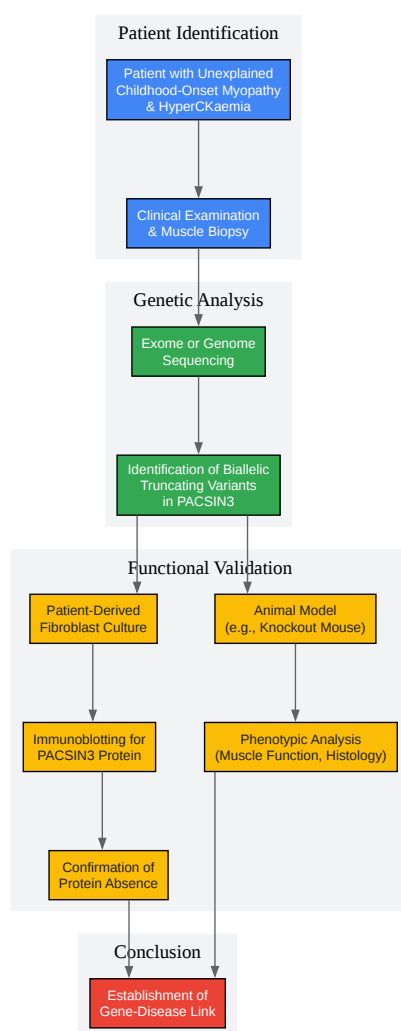 Patient Identification
Patient with Unexplained
Childhood-Onset Myopathy
& HyperCKaemia
Clinical Examination
& Muscle Biopsy
Genetic Analysis
Exome or Genome
Sequencing
Identification of Biallelic
Truncating Variants
in PACSIN3
Functional Validation
Patient-Derived
Fibroblast Culture
Animal Model
(e.g., Knockout Mouse)
Immunoblotting for
PACSIN3 Protein
Phenotypic Analysis
(Muscle Function, Histology)
Confirmation of
Protein Absence
Conclusion
Establishment of
Gene-Disease Link